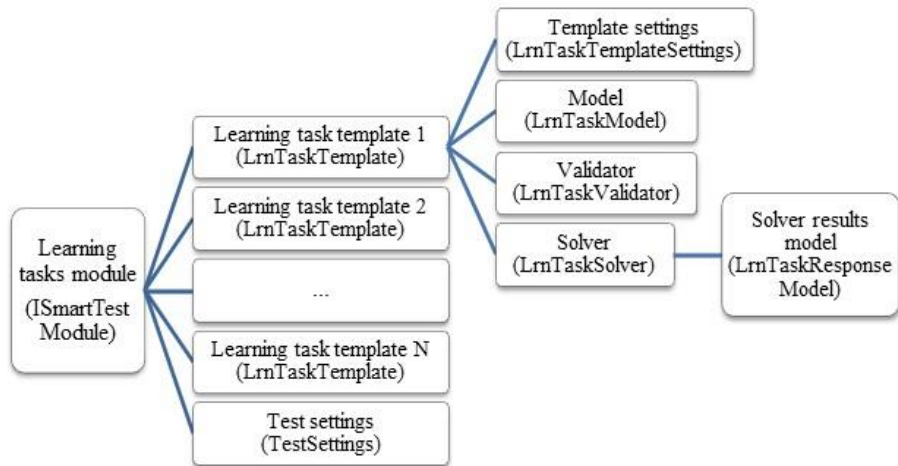 Learning
tasks module
(ISmartTest
Module)
Learning task template 1
(LrnTaskTemplate)
Learning task template 2
(LrnTaskTemplate)
...
Learning task template N
(LrnTaskTemplate)
Test settings
(TestSettings)
Template settings
(LrnTaskTemplateSettings)
Model
(LrnTaskModel)
Validator
(LrnTaskValidator)
Solver
(LrnTaskSolver)
Solver results
model
(LrnTaskResponse
Model)